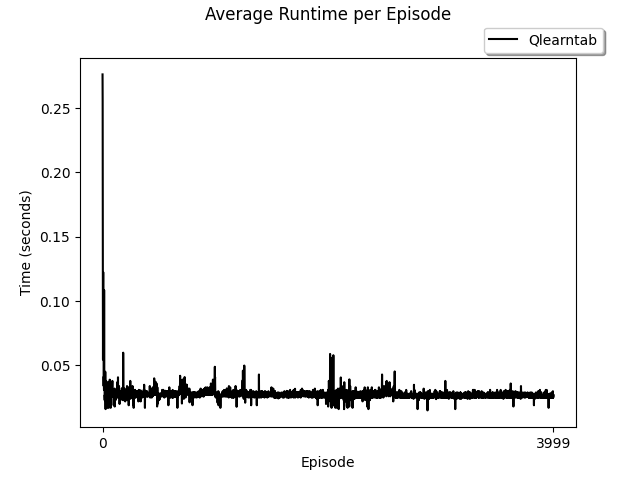 Average Runtime per Episode
Qlearntab
0.25
0.20
0.15
0.10
0.05
Time (seconds)
0 3999
Episode